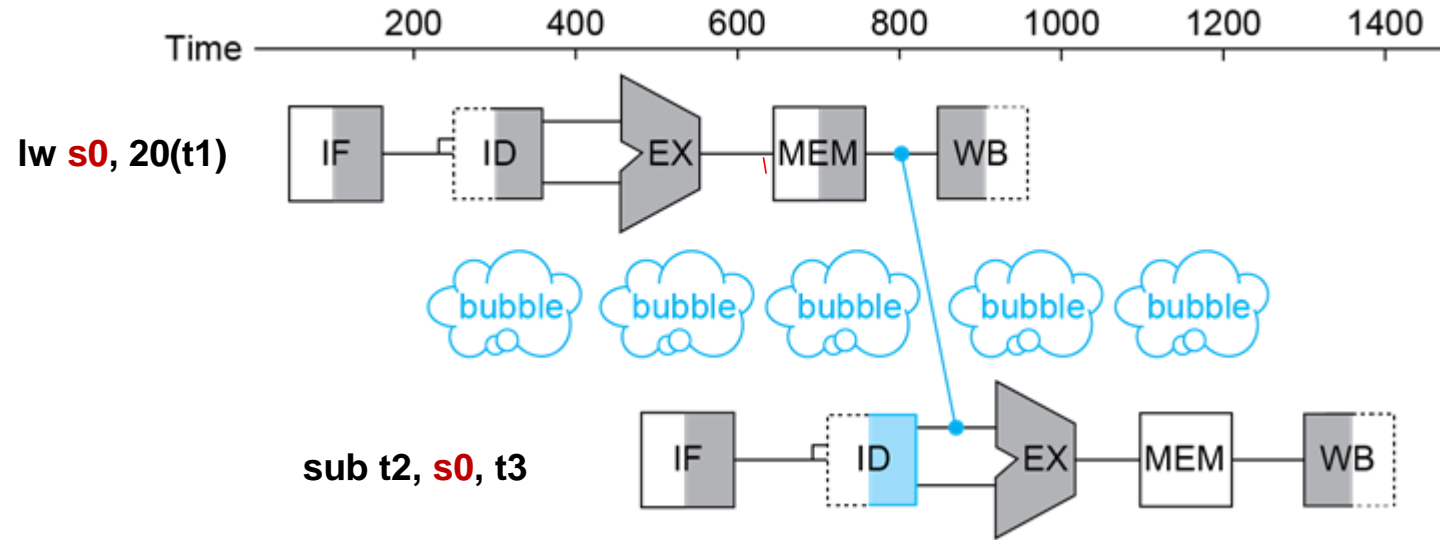 200 400 600 800 1000 1200 1400
Time
lw s0, 20(t1)
IF ID EX MEM WB
bubble bubble bubble bubble bubble
sub t2, s0, t3
IF ID EX MEM WB